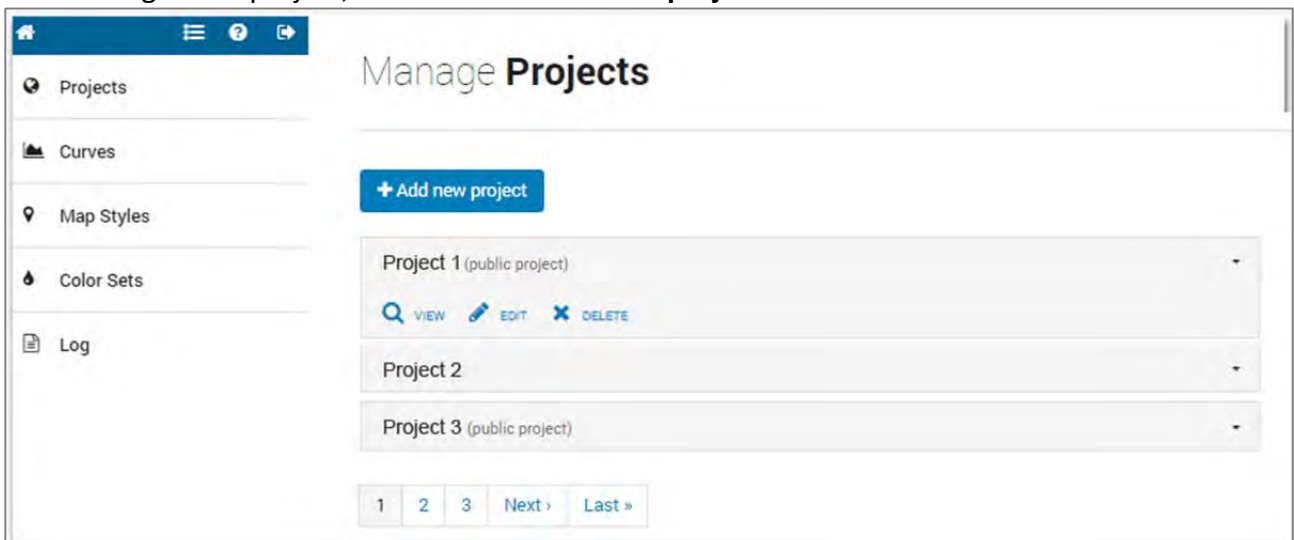 Projects
Curves
Map Styles
Color Sets
Log
Manage Projects
+ Add new project
Project 1 (public project)
VIEW EDIT DELETE
Project 2
Project 3 (public project)
1 2 3 Next › Last »